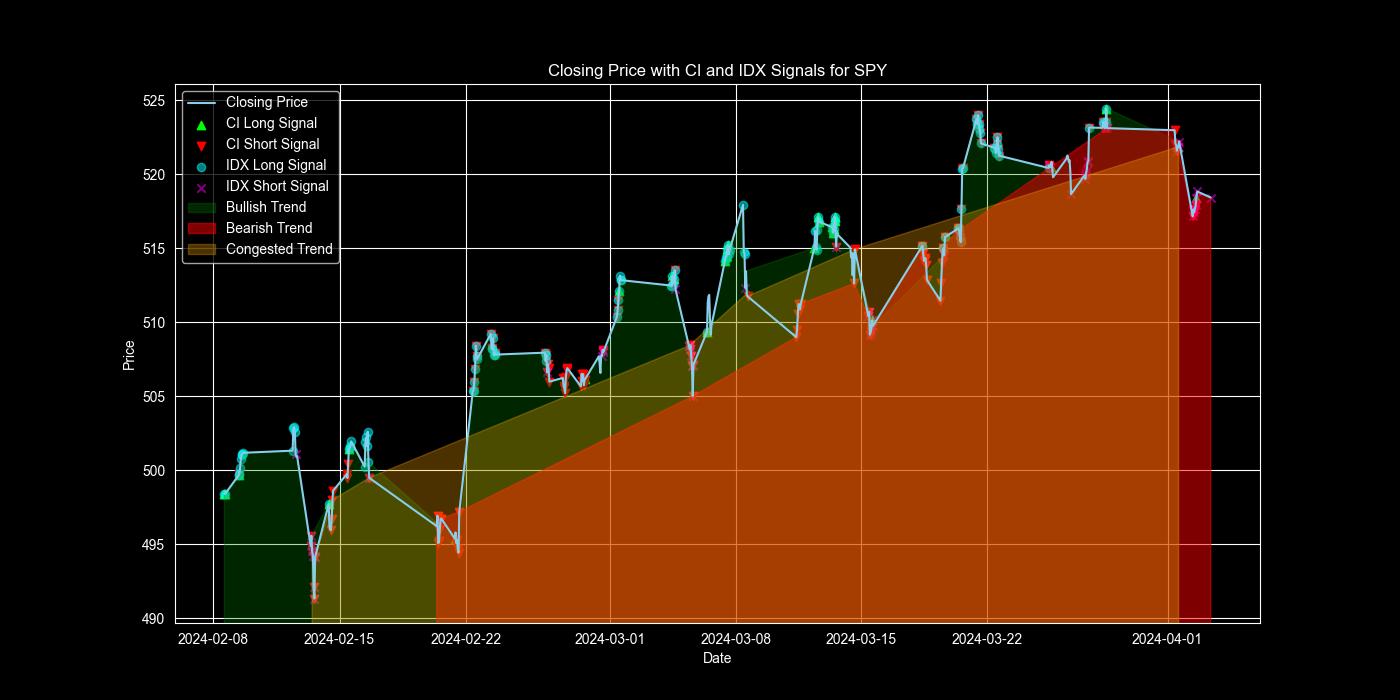 Closing Price with CI and IDX Signals for SPY
Closing Price
CI Long Signal
CI Short Signal
IDX Long Signal
IDX Short Signal
Bullish Trend
Bearish Trend
Congested Trend
525
520
515
510
505
500
495
490
Price
2024-02-08 2024-02-15 2024-02-22 2024-03-01 2024-03-08 2024-03-15 2024-03-22 2024-04-01
Date